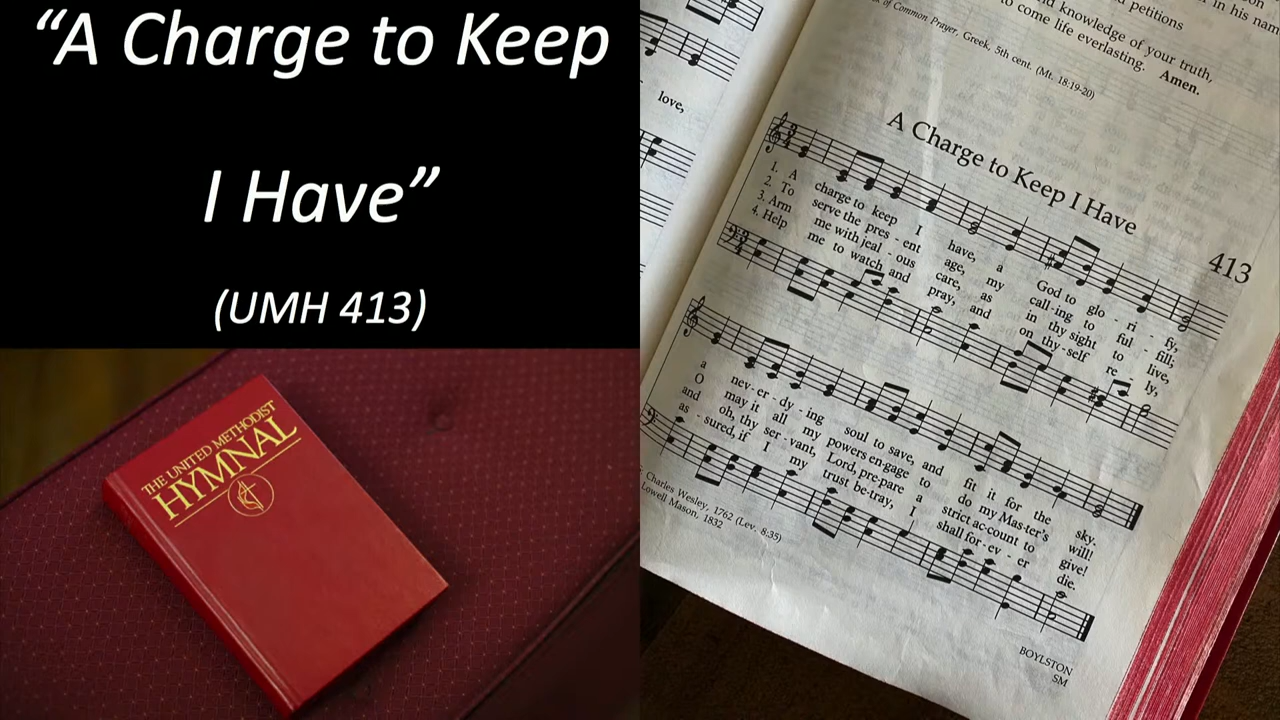 “A Charge to Keep
I Have”
(UMH 413)
THE UNITED METHODIST
HYMNAL
love,
in his nam
d petitions
nd knowledge of your truth,
to come life everlasting. Amen.
of Common Prayer, Greek, 5th cent. (Mt. 18:19-20)
A Charge to Keep I Have
413
1. A charge to keep I have, a God to glo - ri - fy,
2. To serve the pres - ent age, my call - ing to ful - fill;
3. Arm me with jeal - ous care, as in thy sight to live,
4. Help me to watch and pray, and on thy - self re - ly,
a nev - er - dy - ing soul to save, and fit it for the sky.
O may it all my powers en-gage to do my Mas-ter's will!
and oh, thy ser - vant, Lord, pre-pare a strict ac-count to give!
as - sured, if I my trust be-tray, I shall for - ev - er die.
Charles Wesley, 1762 (Lev. 8:35)
Lowell Mason, 1832
BOYLSTON
SM